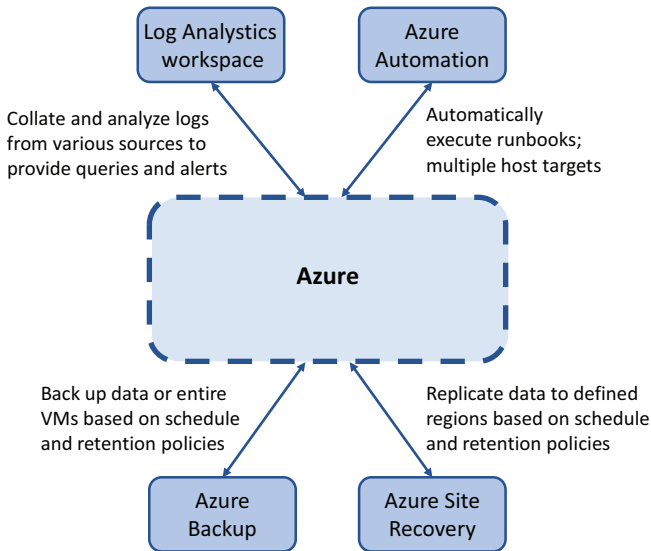 Log Analystics
workspace
Azure
Automation
Collate and analyze logs
from various sources to
provide queries and alerts
Automatically
execute runbooks;
multiple host targets
Azure
Back up data or entire
VMs based on schedule
and retention policies
Replicate data to defined
regions based on schedule
and retention policies
Azure
Backup
Azure Site
Recovery